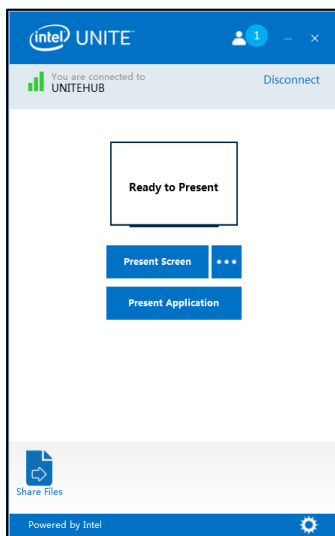 intel UNITE
1
You are connected to
UNITEHUB
Disconnect
Ready to Present
Present Screen
Present Application
Share Files
Powered by Intel